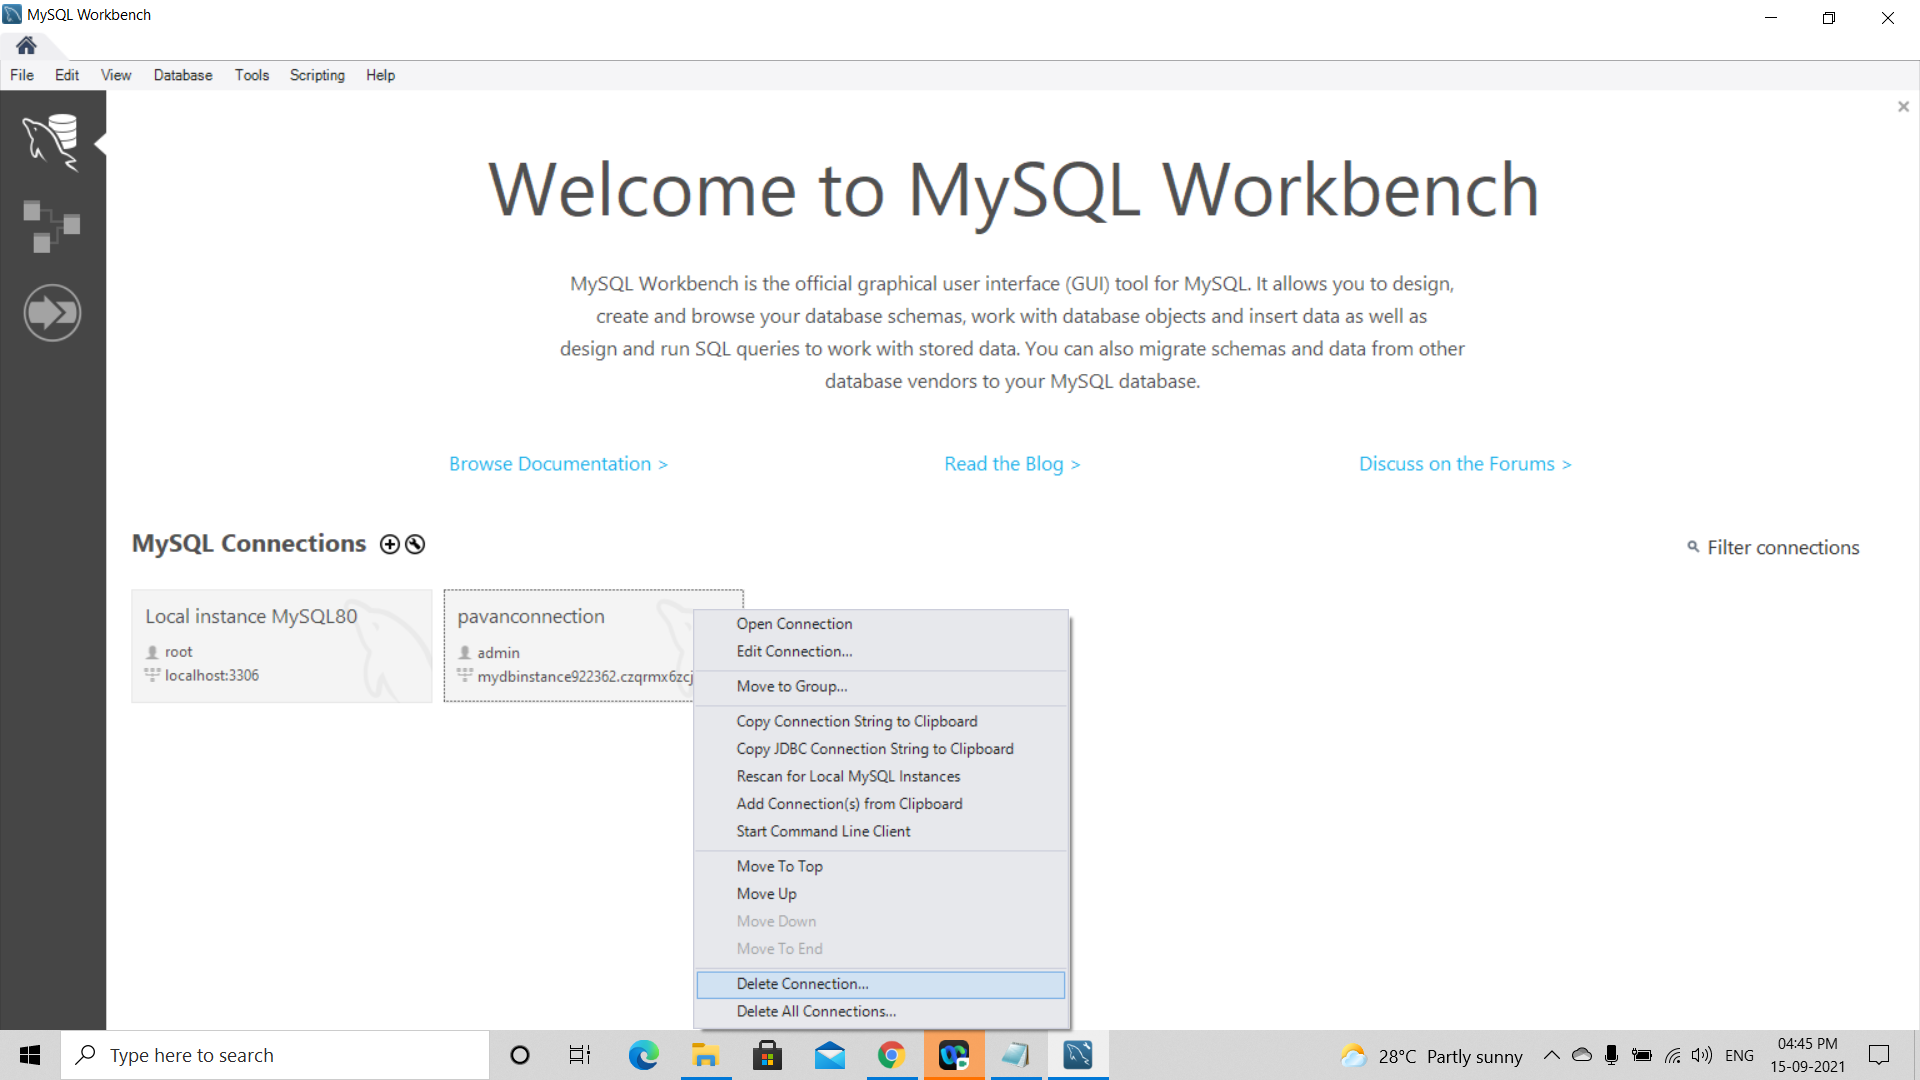 MySQL Workbench
File Edit View Database Tools Scripting Help
Welcome to MySQL Workbench
MySQL Workbench is the official graphical user interface (GUI) tool for MySQL. It allows you to design,
create and browse your database schemas, work with database objects and insert data as well as
design and run SQL queries to work with stored data. You can also migrate schemas and data from other
database vendors to your MySQL database.
Browse Documentation >
Read the Blog >
Discuss on the Forums >
MySQL Connections
Filter connections
Local instance MySQL80
root
localhost:3306
pavanconnection
admin
mydbinstance922362.czqrmx6zcj
Open Connection
Edit Connection...
Move to Group...
Copy Connection String to Clipboard
Copy JDBC Connection String to Clipboard
Rescan for Local MySQL Instances
Add Connection(s) from Clipboard
Start Command Line Client
Move To Top
Move Up
Move Down
Move To End
Delete Connection...
Delete All Connections...
Type here to search
28°C Partly sunny
ENG
04:45 PM
15-09-2021